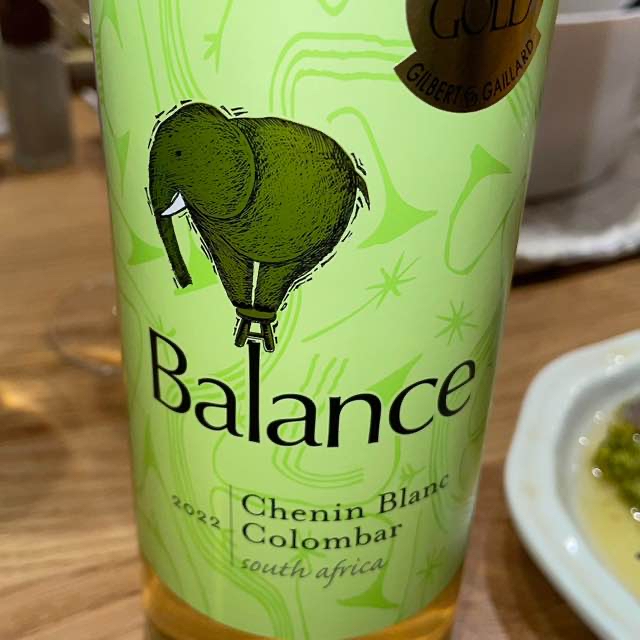 GOLD
GILBERT & GAILLARD
Balance
2022
Chenin Blanc
Colombar
south africa